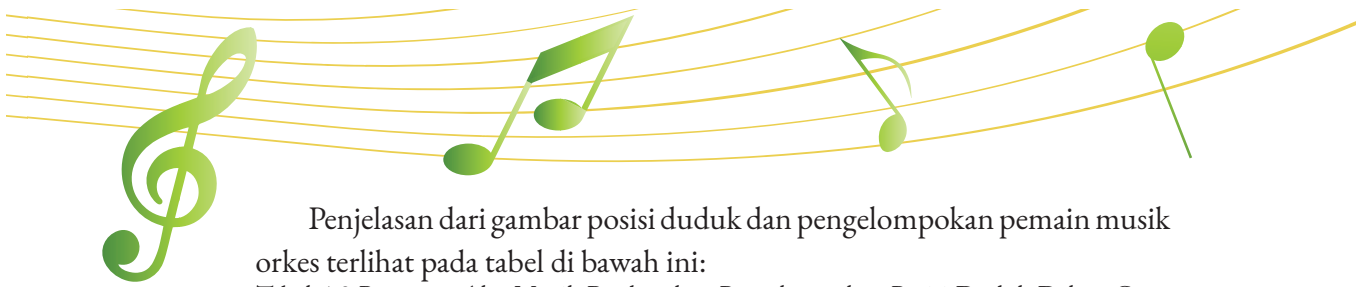 Penjelasan dari gambar posisi duduk dan pengelompokan pemain musik
orkes terlihat pada tabel di bawah ini: